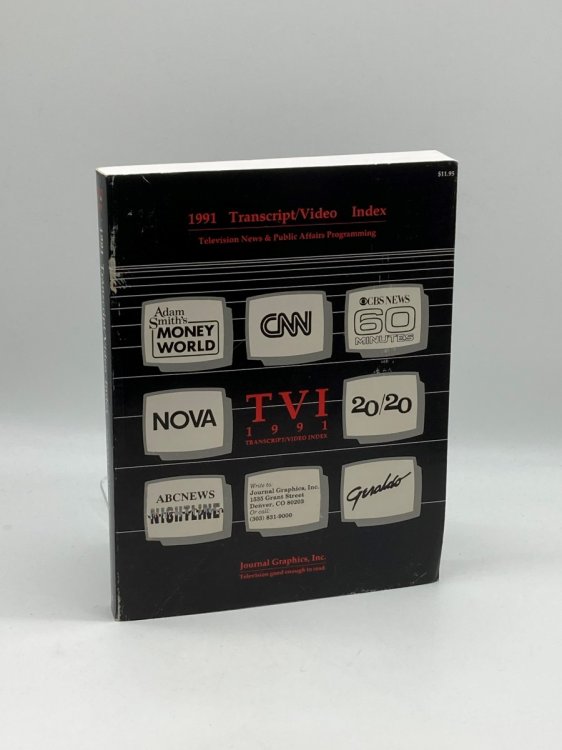 $11.95
1991 Transcript/Video Index
Television News & Public Affairs Programming
Adam
Smith's
MONEY
WORLD
CNN
CBS NEWS
60
MINUTES
NOVA
TVI
1991
TRANSCRIPT/VIDEO INDEX
20/20
ABCNEWS
NIGHTLINE
Write to:
Journal Graphics, Inc.
1535 Grant Street
Denver, CO 80203
Or call
(303) 831-9000
Geraldo
Journal Graphics, Inc.
Television good enough to read.